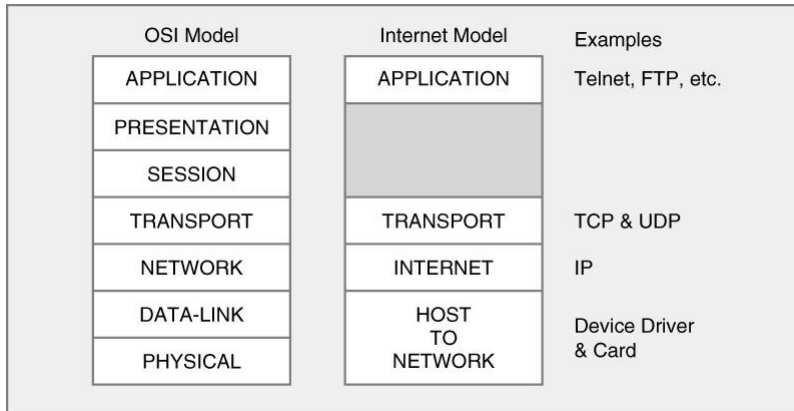 OSI Model
Internet Model
Examples
APPLICATION
APPLICATION
Telnet, FTP, etc.
PRESENTATION
SESSION
TRANSPORT
TRANSPORT
TCP & UDP
NETWORK
INTERNET
IP
DATA-LINK
PHYSICAL
HOST
TO
NETWORK
Device Driver
& Card